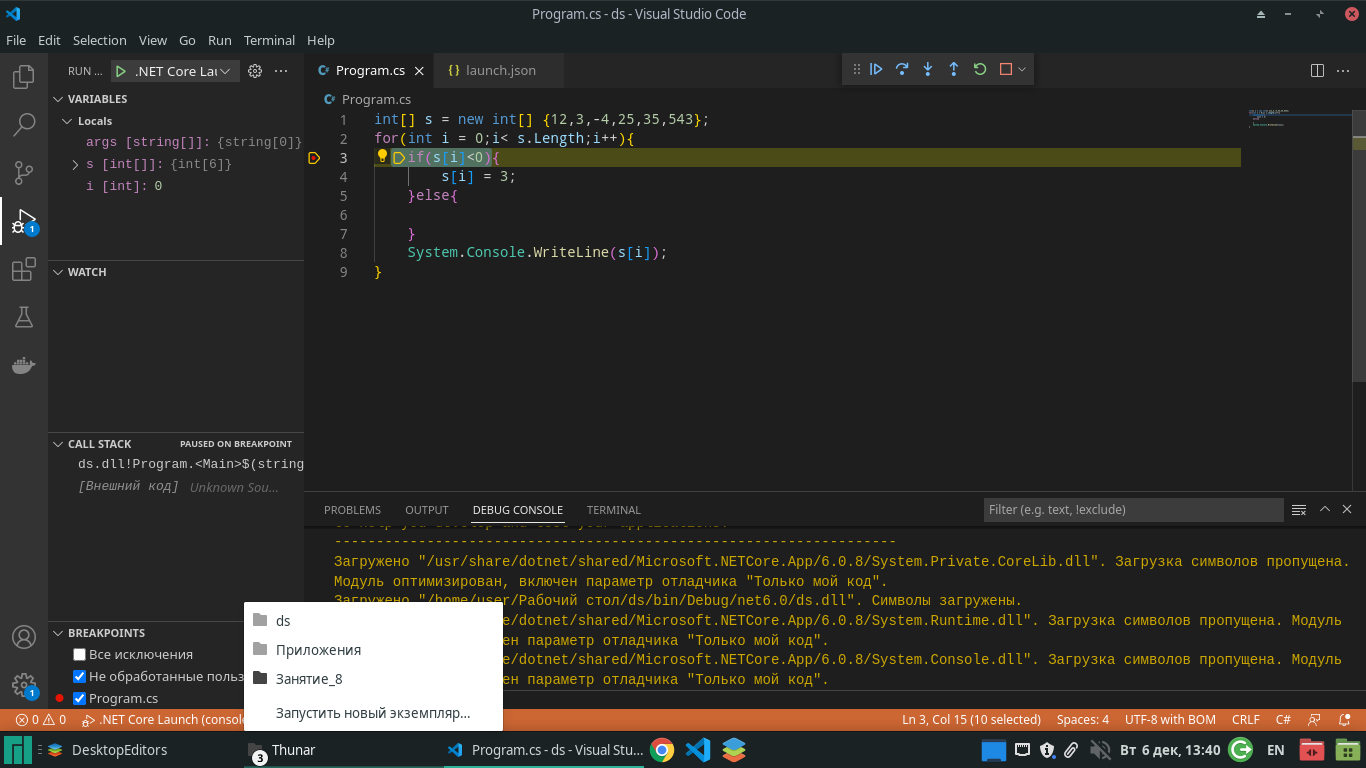 Program.cs - ds - Visual Studio Code
File Edit Selection View Go Run Terminal Help
RUN ... .NET Core Lau ...
Program.cs launch.json
VARIABLES
Locals
args [string[]]: {string[0]}
s [int[]]: {int[6]}
i [int]: 0
WATCH
CALL STACK PAUSED ON BREAKPOINT
ds.dll!Program.<Main>$(string
[Внешний код] Unknown Sou...
BREAKPOINTS
Все исключения
Не обработанные польз
Program.cs
Program.cs
1 int[] s = new int[] {12,3,-4,25,35,543};
2 for(int i = 0;i< s.Length;i++){
3 if(s[i]<0){
4 s[i] = 3;
5 }else{
6
7 }
8 System.Console.WriteLine(s[i]);
9 }
PROBLEMS OUTPUT DEBUG CONSOLE TERMINAL Filter (e.g. text, !exclude)
-------------------------------------------------------------------
Загружено "/usr/share/dotnet/shared/Microsoft.NETCore.App/6.0.8/System.Private.CoreLib.dll". Загрузка символов пропущена.
Модуль оптимизирован, включен параметр отладчика "Только мой код".
Загружено "/home/user/Рабочий стол/ds/bin/Debug/net6.0/ds.dll". Символы загружены.
e/dotnet/shared/Microsoft.NETCore.App/6.0.8/System.Runtime.dll". Загрузка символов пропущена. Модуль
ен параметр отладчика "Только мой код".
e/dotnet/shared/Microsoft.NETCore.App/6.0.8/System.Console.dll". Загрузка символов пропущена. Модуль
ен параметр отладчика "Только мой код".
ds
Приложения
Занятие_8
Запустить новый экземпляр...
1
1
0 0 .NET Core Launch (console Ln 3, Col 15 (10 selected) Spaces: 4 UTF-8 with BOM CRLF C#
DesktopEditors 3 Thunar Program.cs - ds - Visual Stu... Вт 6 дек, 13:40 EN